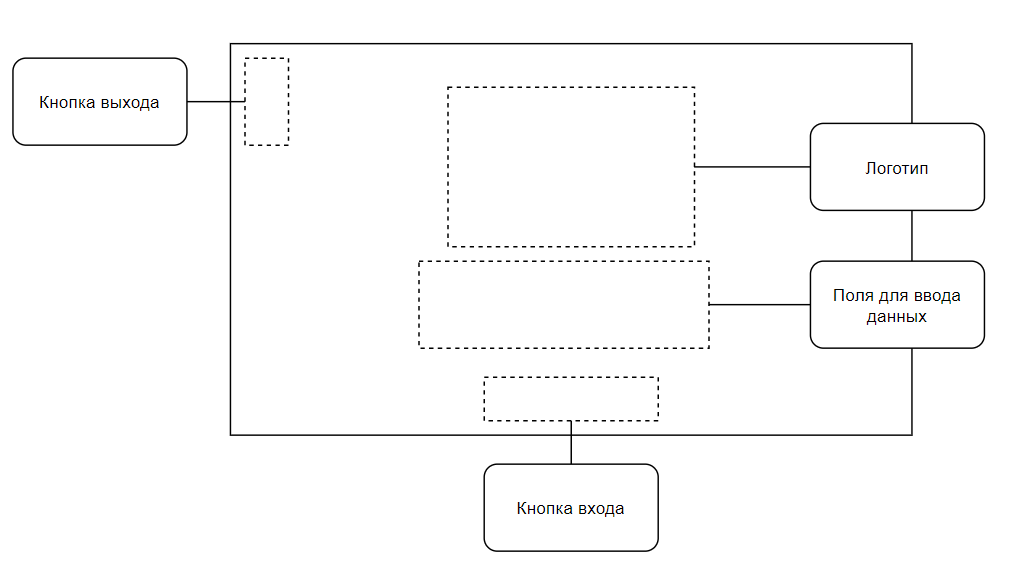 Кнопка выхода
Логотип
Поля для ввода
данных
Кнопка входа